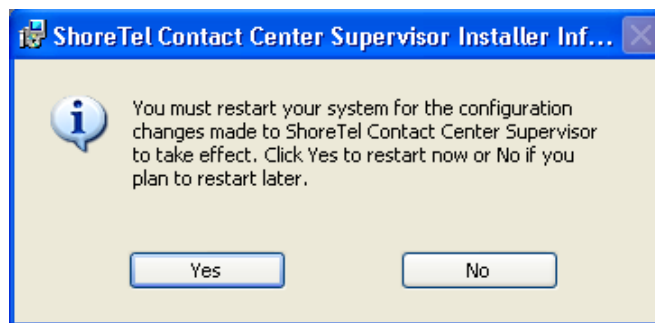 ShoreTel Contact Center Supervisor Installer Inf...
You must restart your system for the configuration
changes made to ShoreTel Contact Center Supervisor
to take effect. Click Yes to restart now or No if you
plan to restart later.
Yes
No